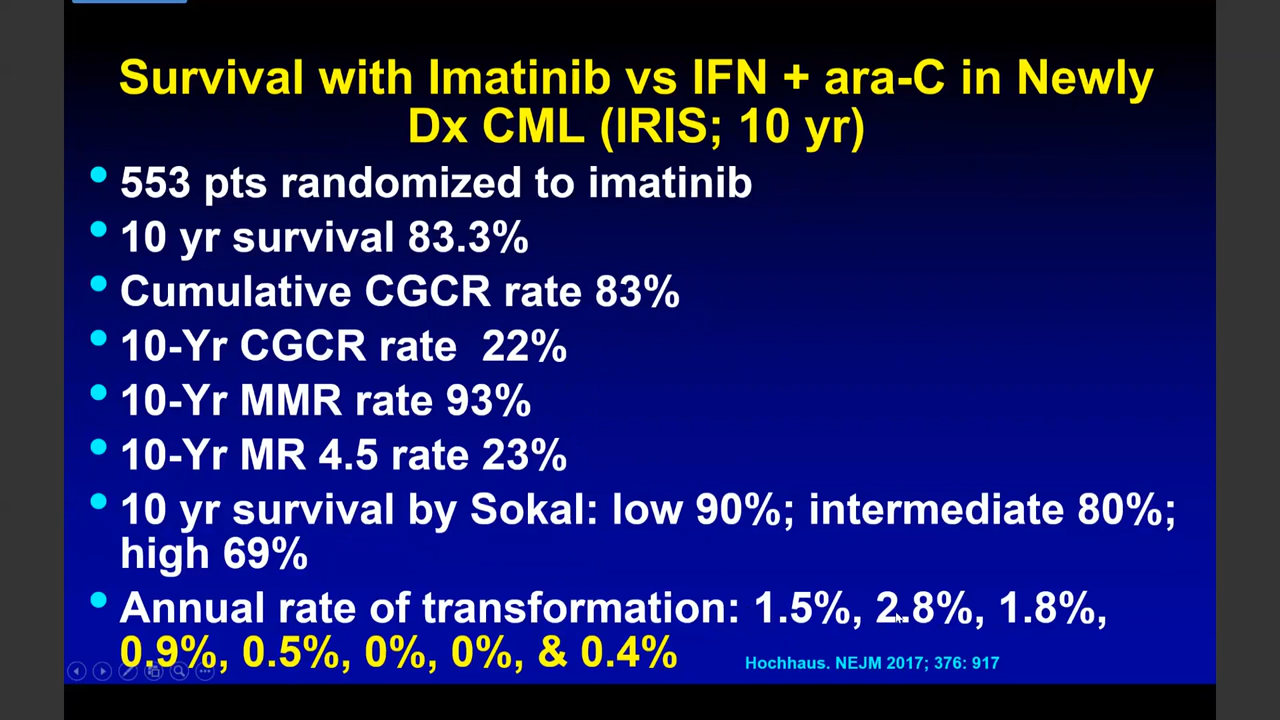 Survival with Imatinib vs IFN + ara-C in Newly
Dx CML (IRIS; 10 yr)
• 553 pts randomized to imatinib
• 10 yr survival 83.3%
• Cumulative CGCR rate 83%
• 10-Yr CGCR rate  22%
• 10-Yr MMR rate 93%
• 10-Yr MR 4.5 rate 23%
• 10 yr survival by Sokal: low 90%; intermediate 80%;
high 69%
• Annual rate of transformation: 1.5%, 2.8%, 1.8%,
0.9%, 0.5%, 0%, 0%, & 0.4%
Hochhaus. NEJM 2017; 376: 917